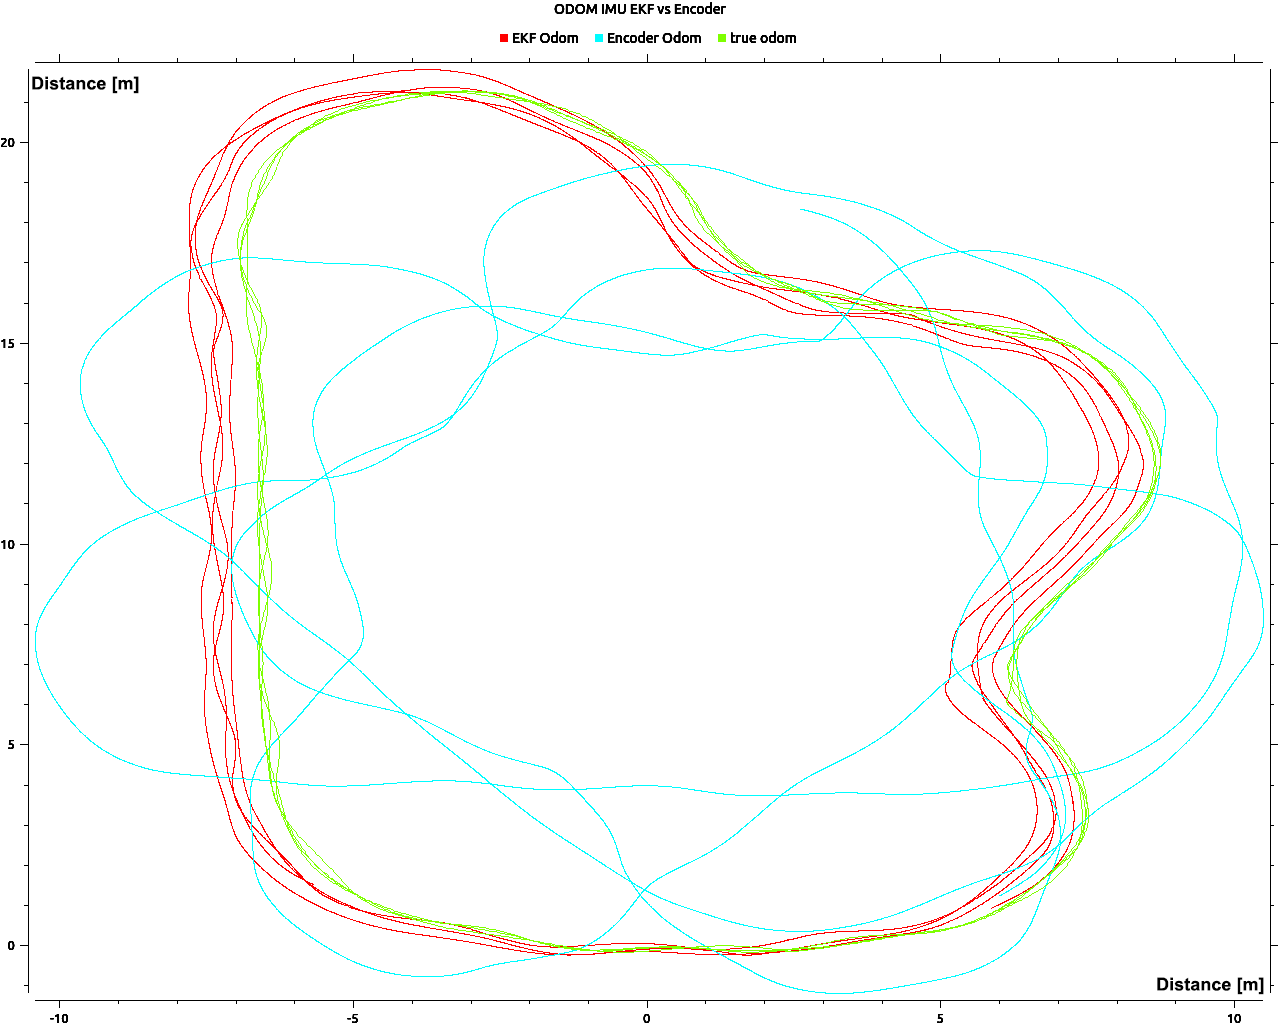 ODOM IMU EKF vs Encoder
EKF Odom Encoder Odom true odom
Distance [m]
20
15
10
5
0
Distance [m]
-10 -5 0 5 10